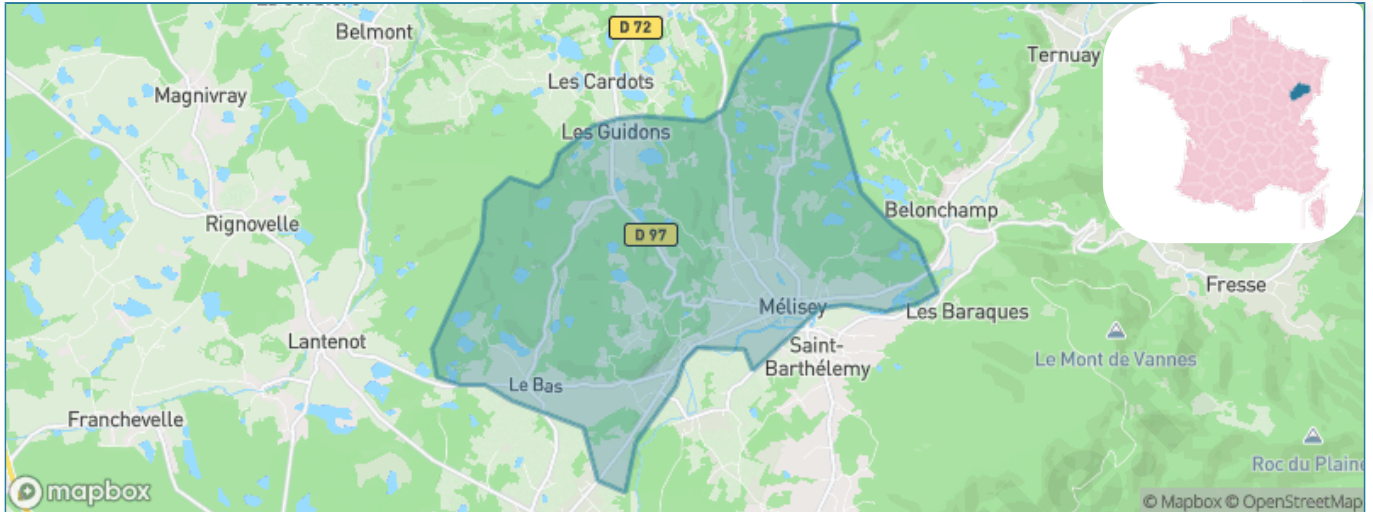 Belmont
D 72
Ternuay
Les Cardots
Magnivray
Les Guidons
Belonchamp
Rignovelle
D 97
Fresse
Mélisey
Les Baraques
Lantenot
Saint-
Barthélemy
Le Mont de Vannes
Le Bas
Franchevelle
Roc du Plaine
mapbox
© Mapbox © OpenStreetMap